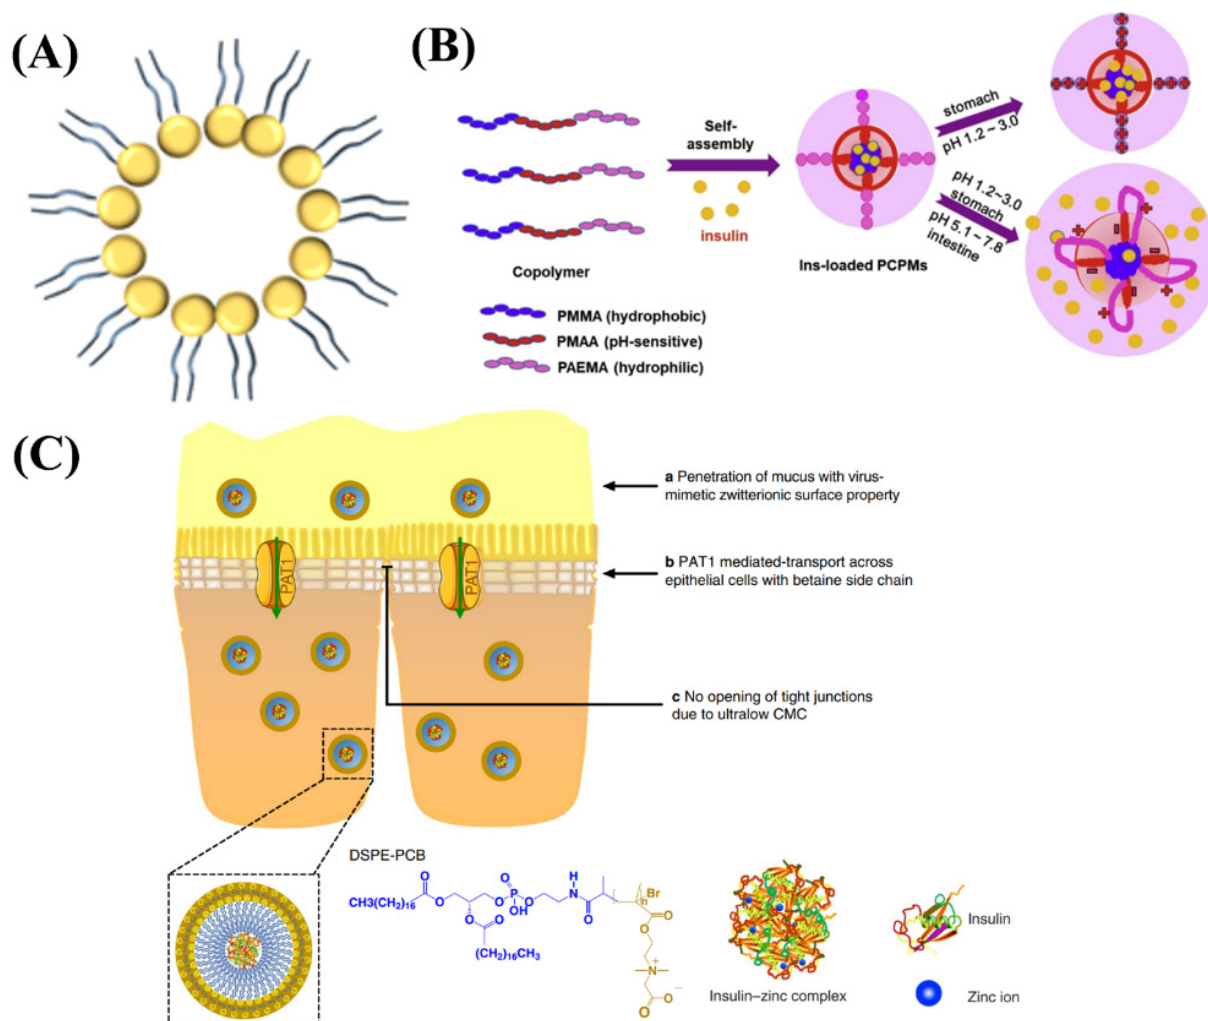 (A)
(B)
Self-
assembly
insulin
Copolymer
PMMA (hydrophobic)
PMAA (pH-sensitive)
PAEMA (hydrophilic)
Ins-loaded PCPMs
stomach
pH 1.2 ~ 3.0
pH 1.2~3.0
stomach
pH 5.1 ~ 7.8
intestine
(C)
a Penetration of mucus with virus-
mimetic zwitterionic surface property
PAT1
PAT1
b PAT1 mediated-transport across
epithelial cells with betaine side chain
c No opening of tight junctions
due to ultralow CMC
DSPE-PCB
CH3(CH2)16
O
O
O
O
(CH2)16CH3
O
P
OH
O
H
N
O
n
Br
O
O
N+
O
O−
Insulin–zinc complex
Insulin
Zinc ion